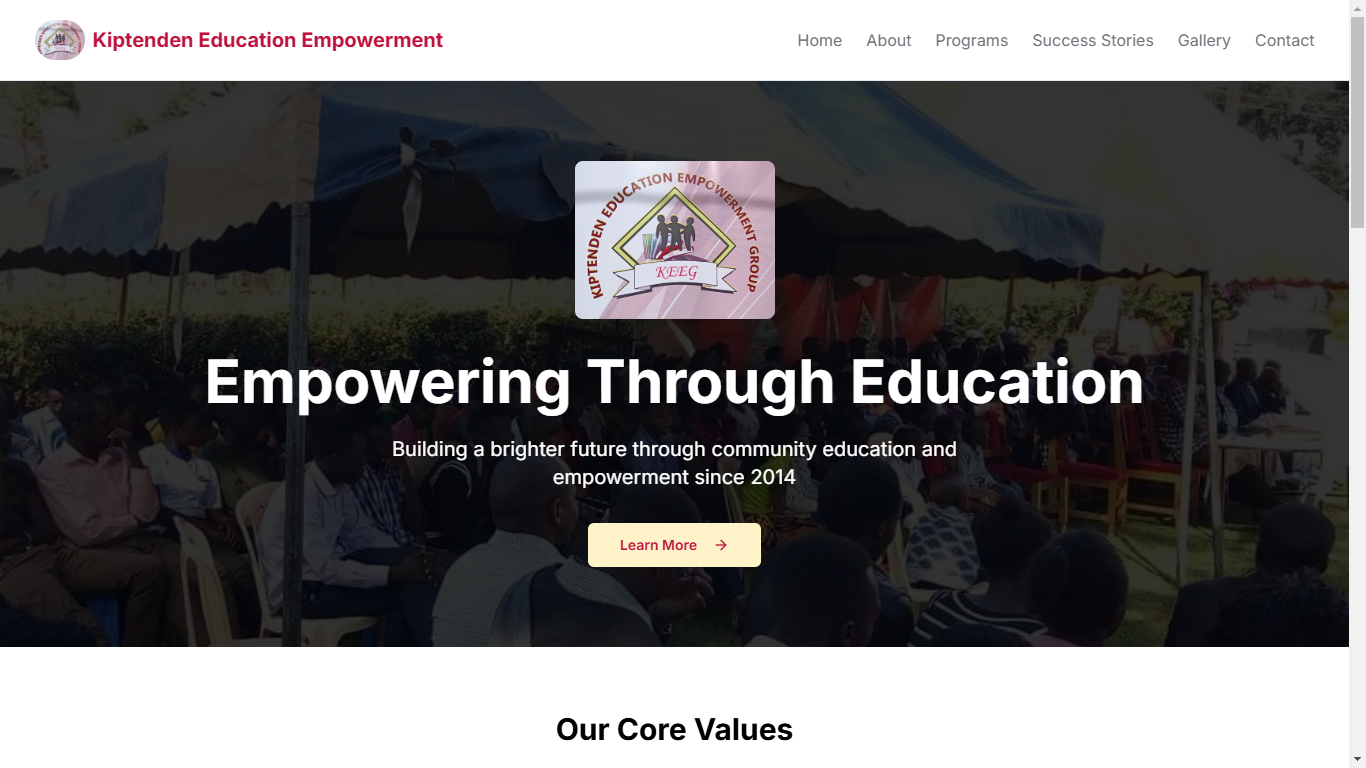 Kiptenden Education Empowerment
Home About Programs Success Stories Gallery Contact
KIPTENDEN EDUCATION EMPOWERMENT GROUP
KEEG
Empowering Through Education
Building a brighter future through community education and
empowerment since 2014
Learn More →
Our Core Values